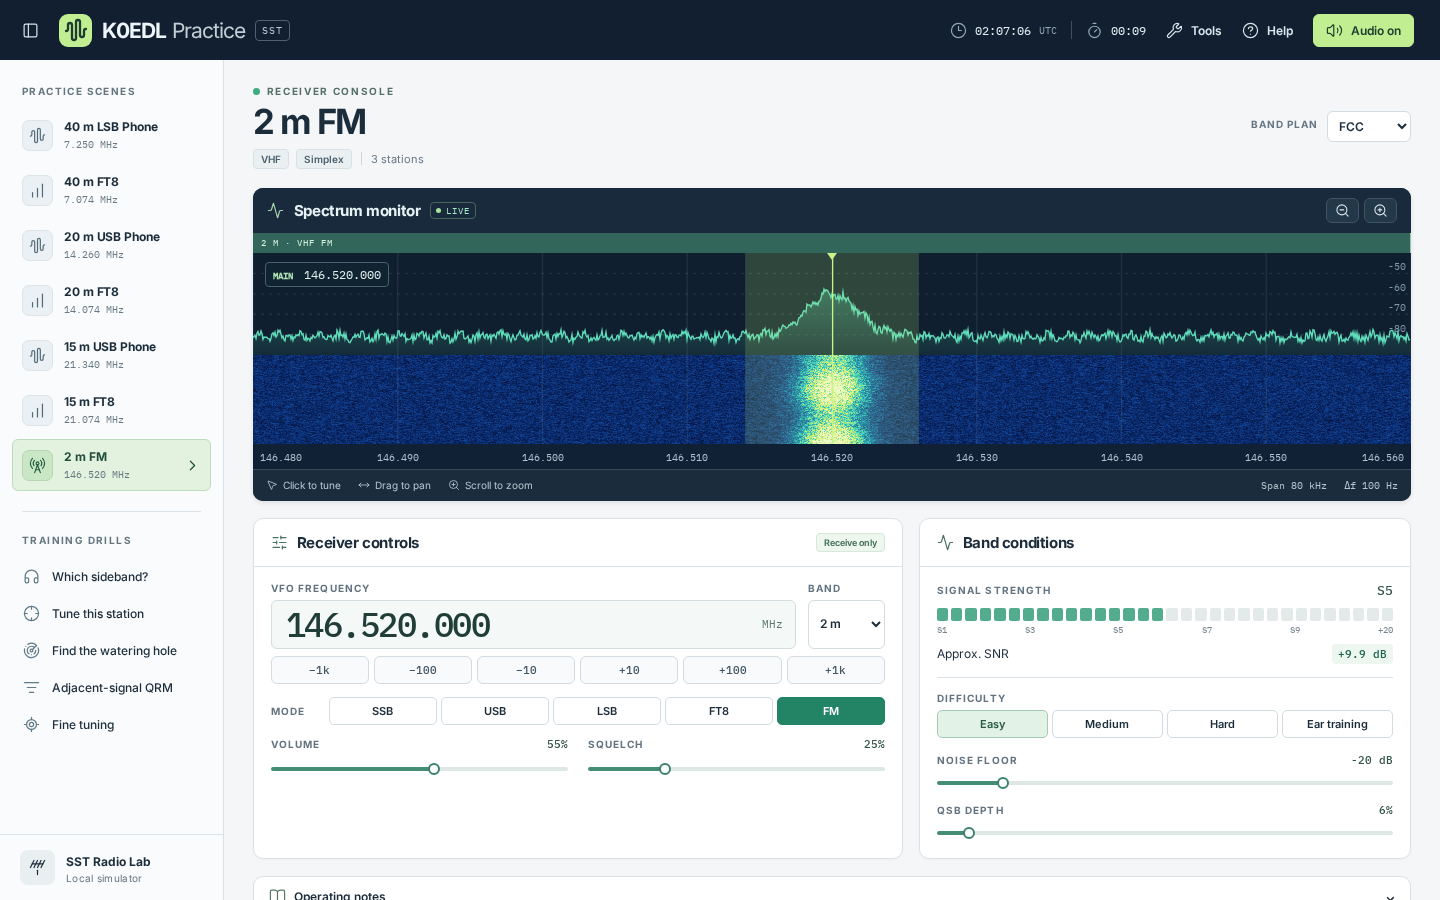 K0EDL Practice SST
02:07:06 UTC
00:09
Tools
Help
Audio on
PRACTICE SCENES
40 m LSB Phone
7.250 MHz
40 m FT8
7.074 MHz
20 m USB Phone
14.260 MHz
20 m FT8
14.074 MHz
15 m USB Phone
21.340 MHz
15 m FT8
21.074 MHz
2 m FM
146.520 MHz
TRAINING DRILLS
Which sideband?
Tune this station
Find the watering hole
Adjacent-signal QRM
Fine tuning
SST Radio Lab
Local simulator
RECEIVER CONSOLE
2 m FM
VHF Simplex 3 stations
BAND PLAN FCC
Spectrum monitor LIVE
2 M · VHF FM
MAIN 146.520.000
-50
-60
-70
-80
146.480 146.490 146.500 146.510 146.520 146.530 146.540 146.550 146.560
Click to tune Drag to pan Scroll to zoom Span 80 kHz Δf 100 Hz
Receiver controls Receive only
VFO FREQUENCY BAND
146.520.000 MHz 2 m
−1k −100 −10 +10 +100 +1k
MODE SSB USB LSB FT8 FM
VOLUME 55% SQUELCH 25%
Band conditions
SIGNAL STRENGTH S5
S1 S3 S5 S7 S9 +20
Approx. SNR +9.9 dB
DIFFICULTY
Easy Medium Hard Ear training
NOISE FLOOR -20 dB
QSB DEPTH 6%
Operating notes